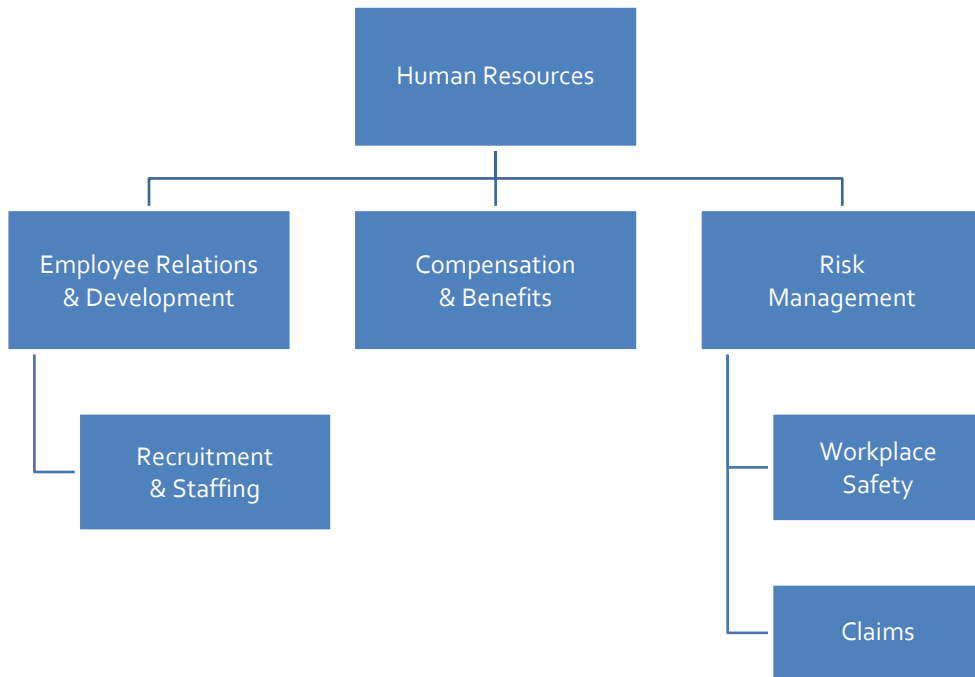 Human Resources
Employee Relations
& Development
Compensation
& Benefits
Risk
Management
Recruitment
& Staffing
Workplace
Safety
Claims